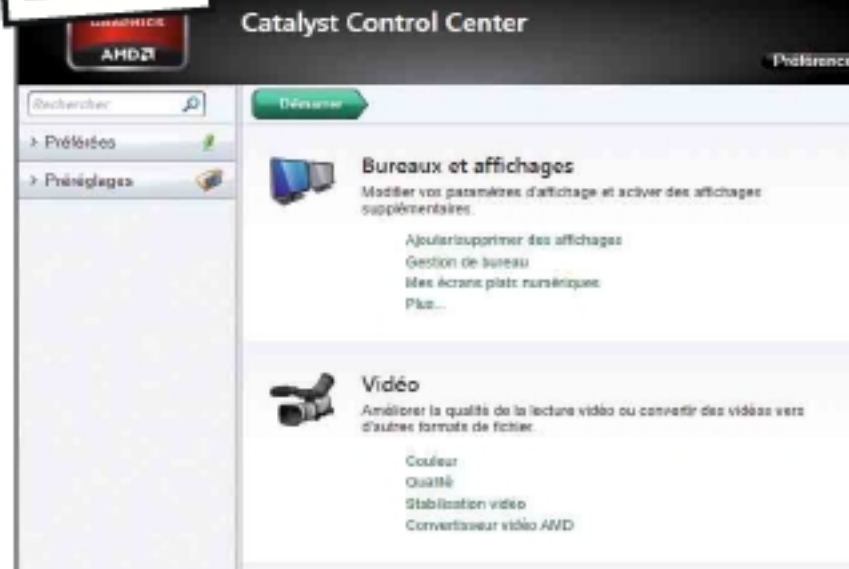 GRAPHICS
AMD
Catalyst Control Center
Préférence
Rechercher
Démarrer
> Préférées
> Préréglages
Bureaux et affichages
Modifier vos paramètres d'affichage et activer des affichages
supplémentaires.
Ajouter/supprimer des affichages
Gestion de bureau
Mes écrans plats numériques
Plus...
Vidéo
Améliorer la qualité de la lecture vidéo ou convertir des vidéos vers
d'autres formats de fichier.
Couleur
Qualité
Stabilisation vidéo
Convertisseur vidéo AMD